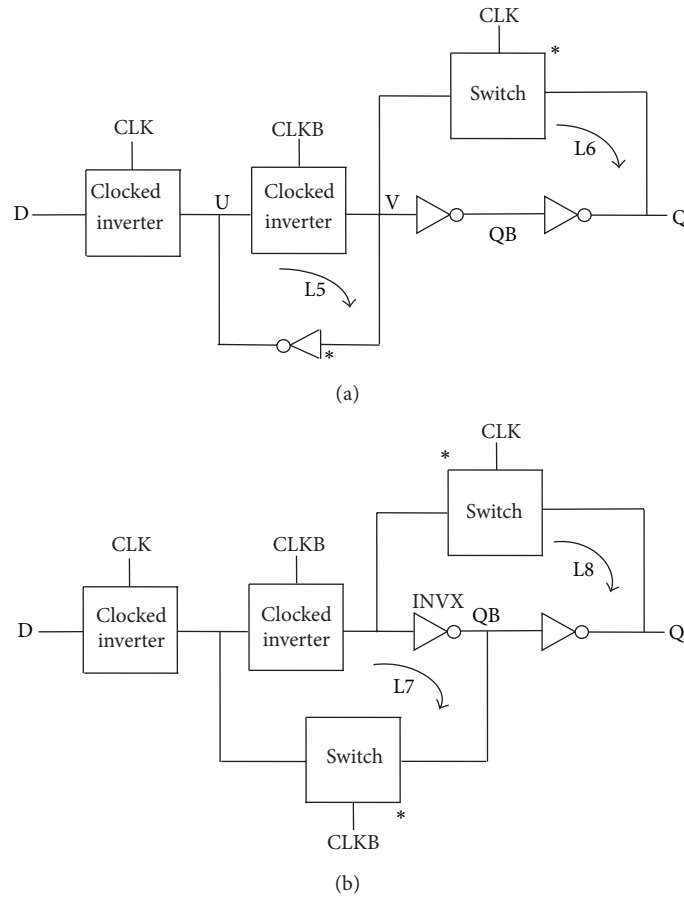 CLK
*
Switch
L6
CLK
CLKB
D
Clocked
inverter
U
Clocked
inverter
V
QB
Q
L5
*
(a)
CLK
*
Switch
L8
CLK
CLKB
D
Clocked
inverter
Clocked
inverter
INVX
QB
Q
L7
Switch
*
CLKB
(b)